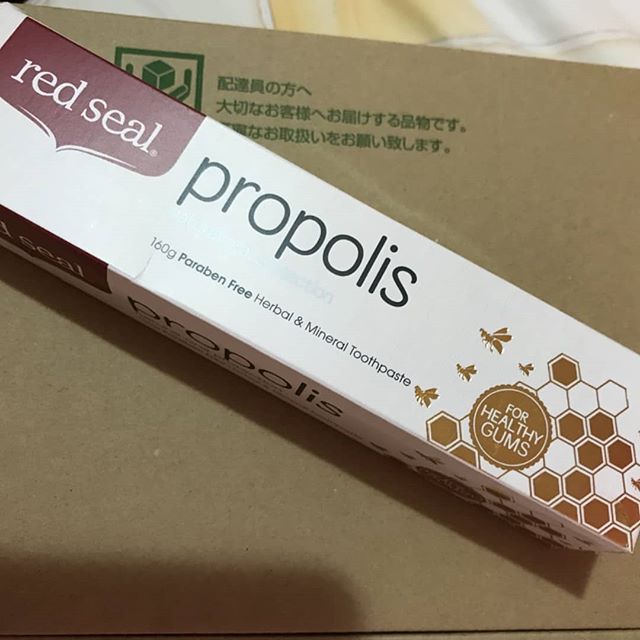 配達員の方へ
大切なお客様へお届けする品物です。
なお取扱いをお願い致します。
red seal®
propolis
160g Paraben Free Herbal & Mineral Toothpaste
FOR
HEALTHY
GUMS
red seal
propolis